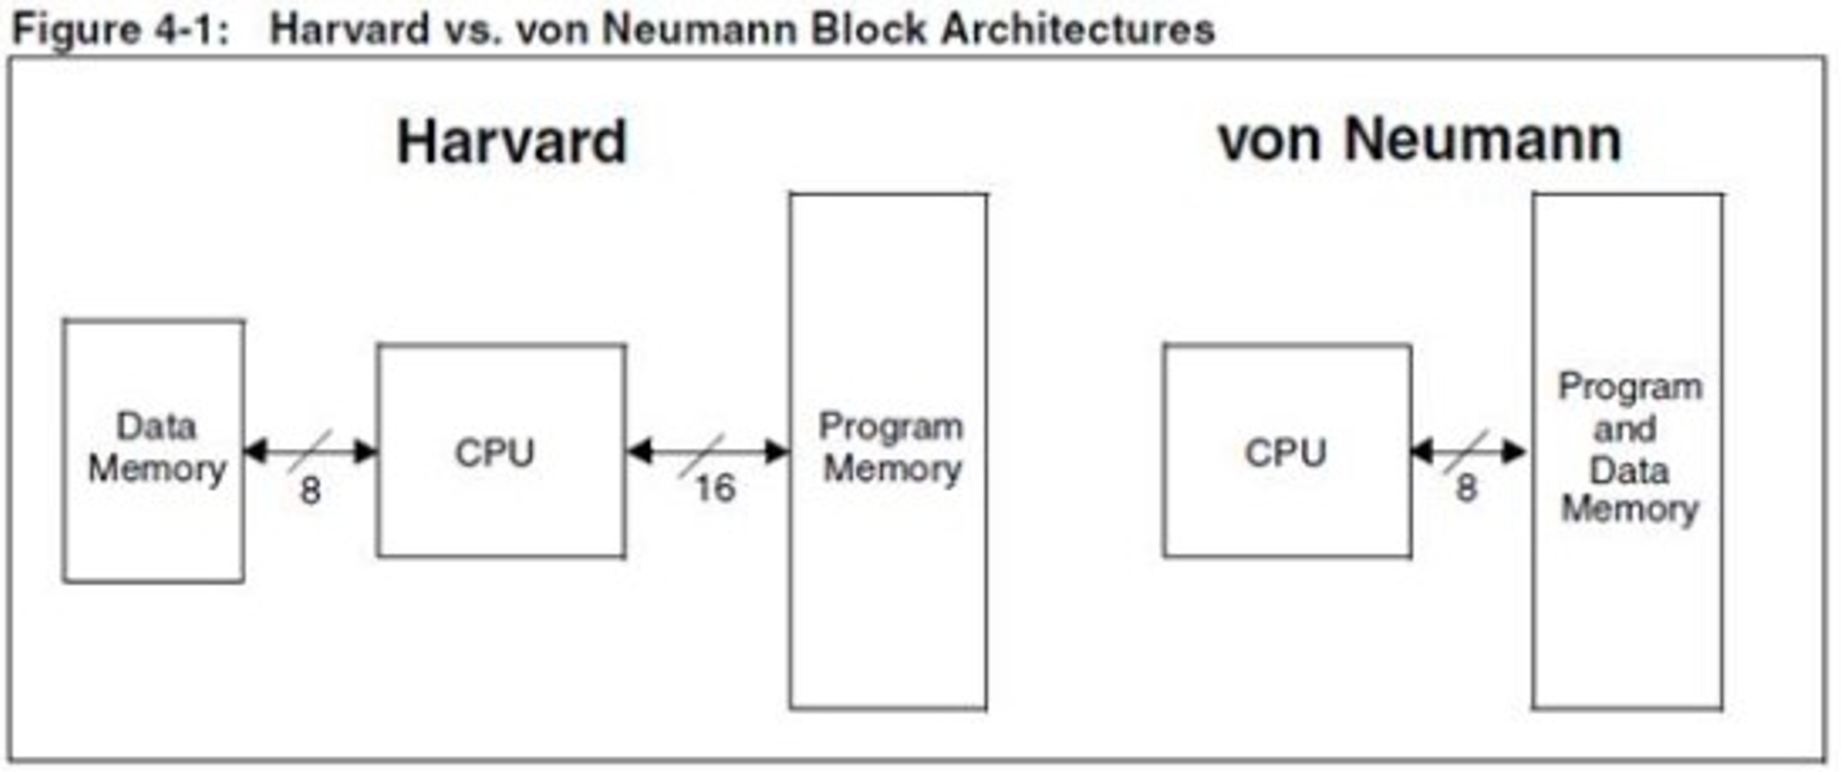 Figure 4-1: Harvard vs. von Neumann Block Architectures
Harvard
von Neumann
Data
Memory
8
CPU
16
Program
Memory
CPU
8
Program
and
Data
Memory